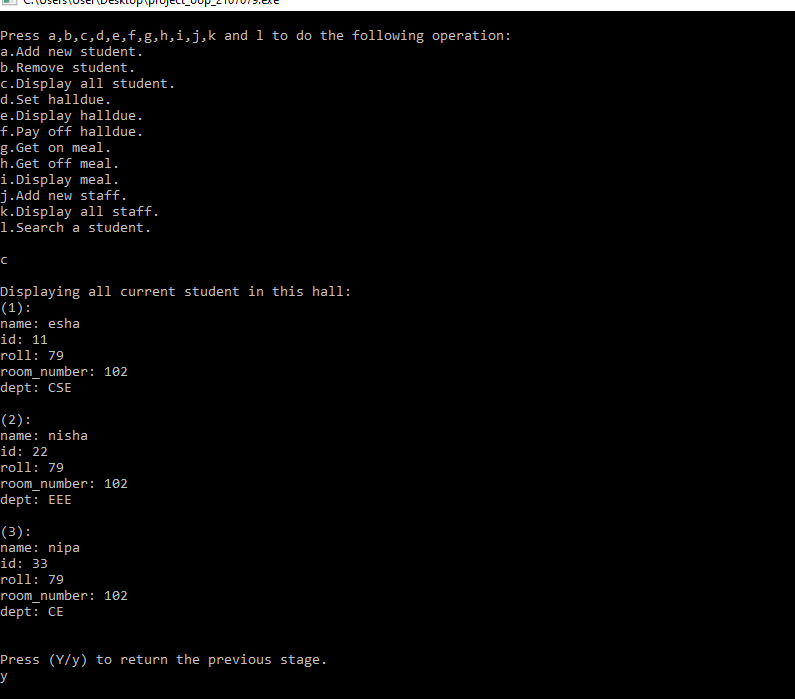 C:\Users\User\Desktop\project_oop_2107079.exe
Press a,b,c,d,e,f,g,h,i,j,k and l to do the following operation:
a.Add new student.
b.Remove student.
c.Display all student.
d.Set halldue.
e.Display halldue.
f.Pay off halldue.
g.Get on meal.
h.Get off meal.
i.Display meal.
j.Add new staff.
k.Display all staff.
l.Search a student.
c
Displaying all current student in this hall:
(1):
name: esha
id: 11
roll: 79
room_number: 102
dept: CSE
(2):
name: nisha
id: 22
roll: 79
room_number: 102
dept: EEE
(3):
name: nipa
id: 33
roll: 79
room_number: 102
dept: CE
Press (Y/y) to return the previous stage.
y